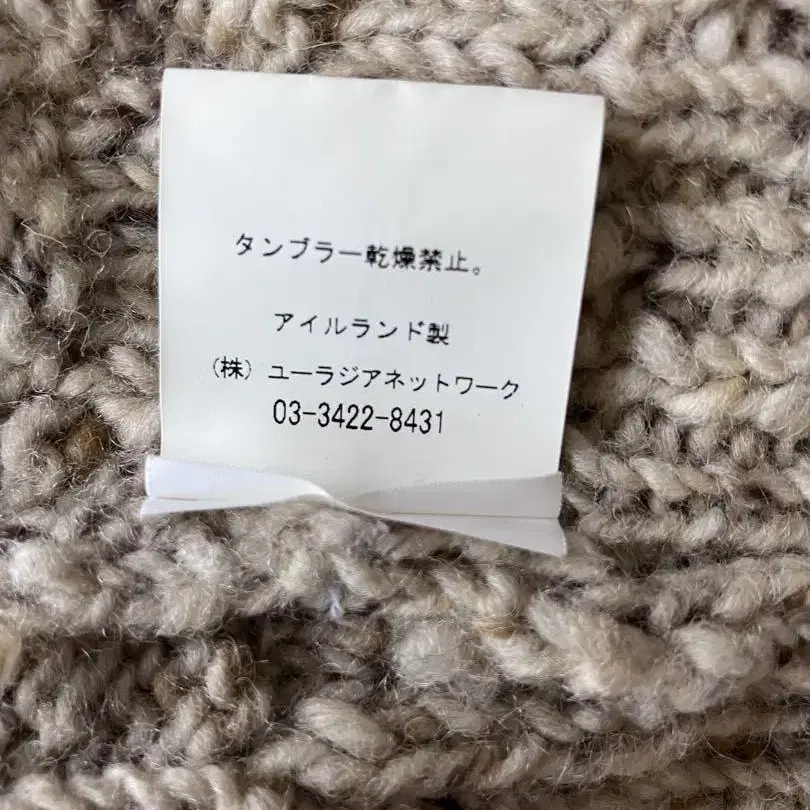 タンブラー乾燥禁止。
アイルランド製
（株）ユーラジアネットワーク
03-3422-8431